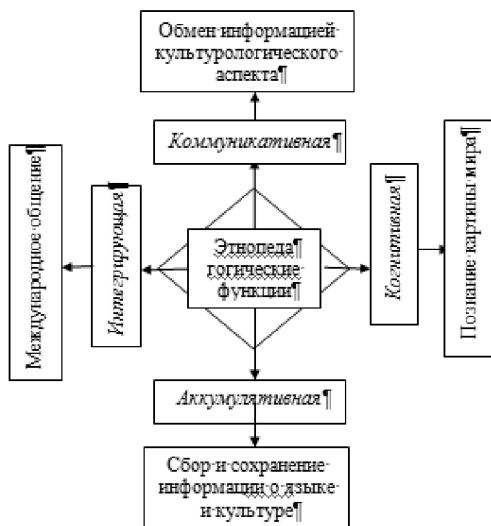 Обмен информацией
культурологического
аспекта¶
Коммуникативная¶
Международное общение¶
Интегрирующая¶
Этнопеда¶
гогические
функции¶
Когнитивная¶
Познание картины мира¶
Аккумулятивная¶
Сбор и сохранение
информации о языке
и культуре¶